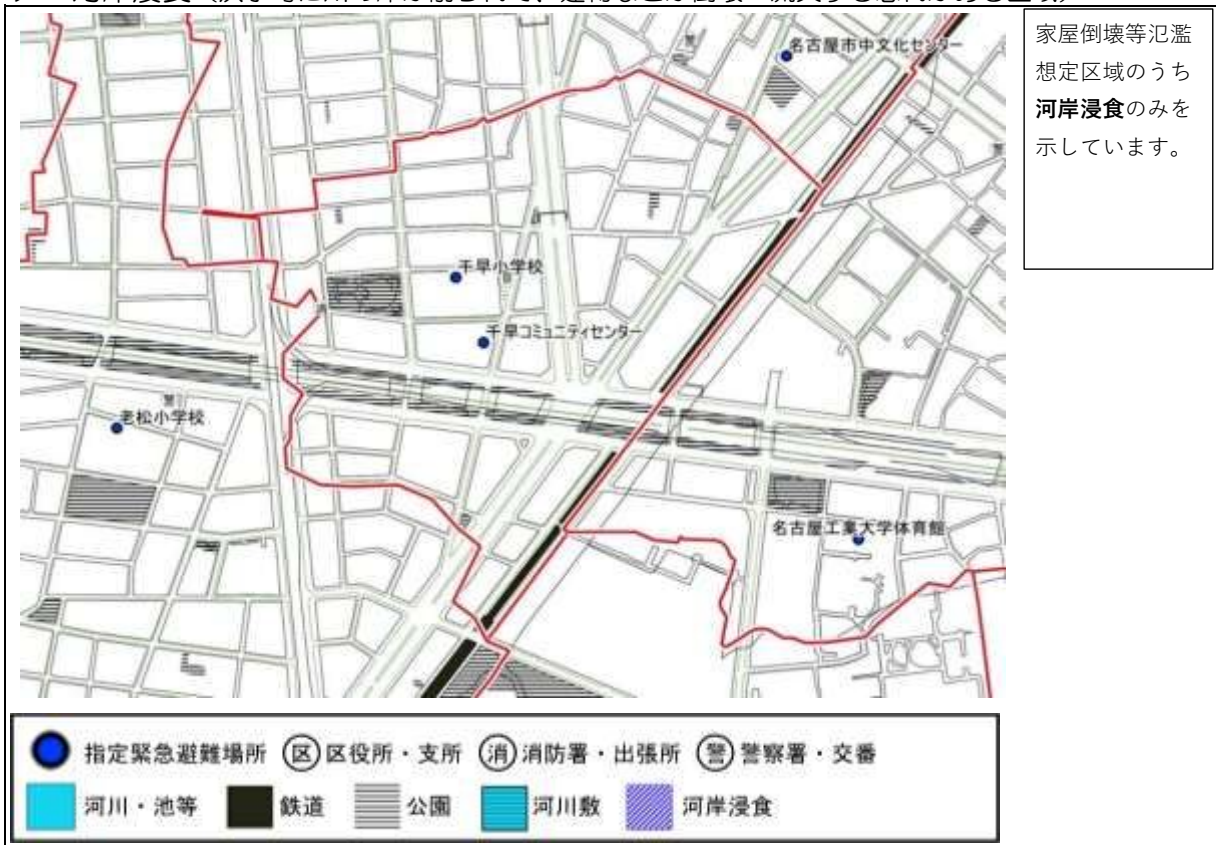 家屋倒壊等氾濫
想定区域のうち
河岸浸食のみを
示しています。
名古屋市中文化センター
千早小学校
千早コミュニティセンター
老松小学校
名古屋工業大学体育館
指定緊急避難場所 区 区役所・支所 消 消防署・出張所 警 警察署・交番
河川・池等 鉄道 公園 河川敷 河岸浸食